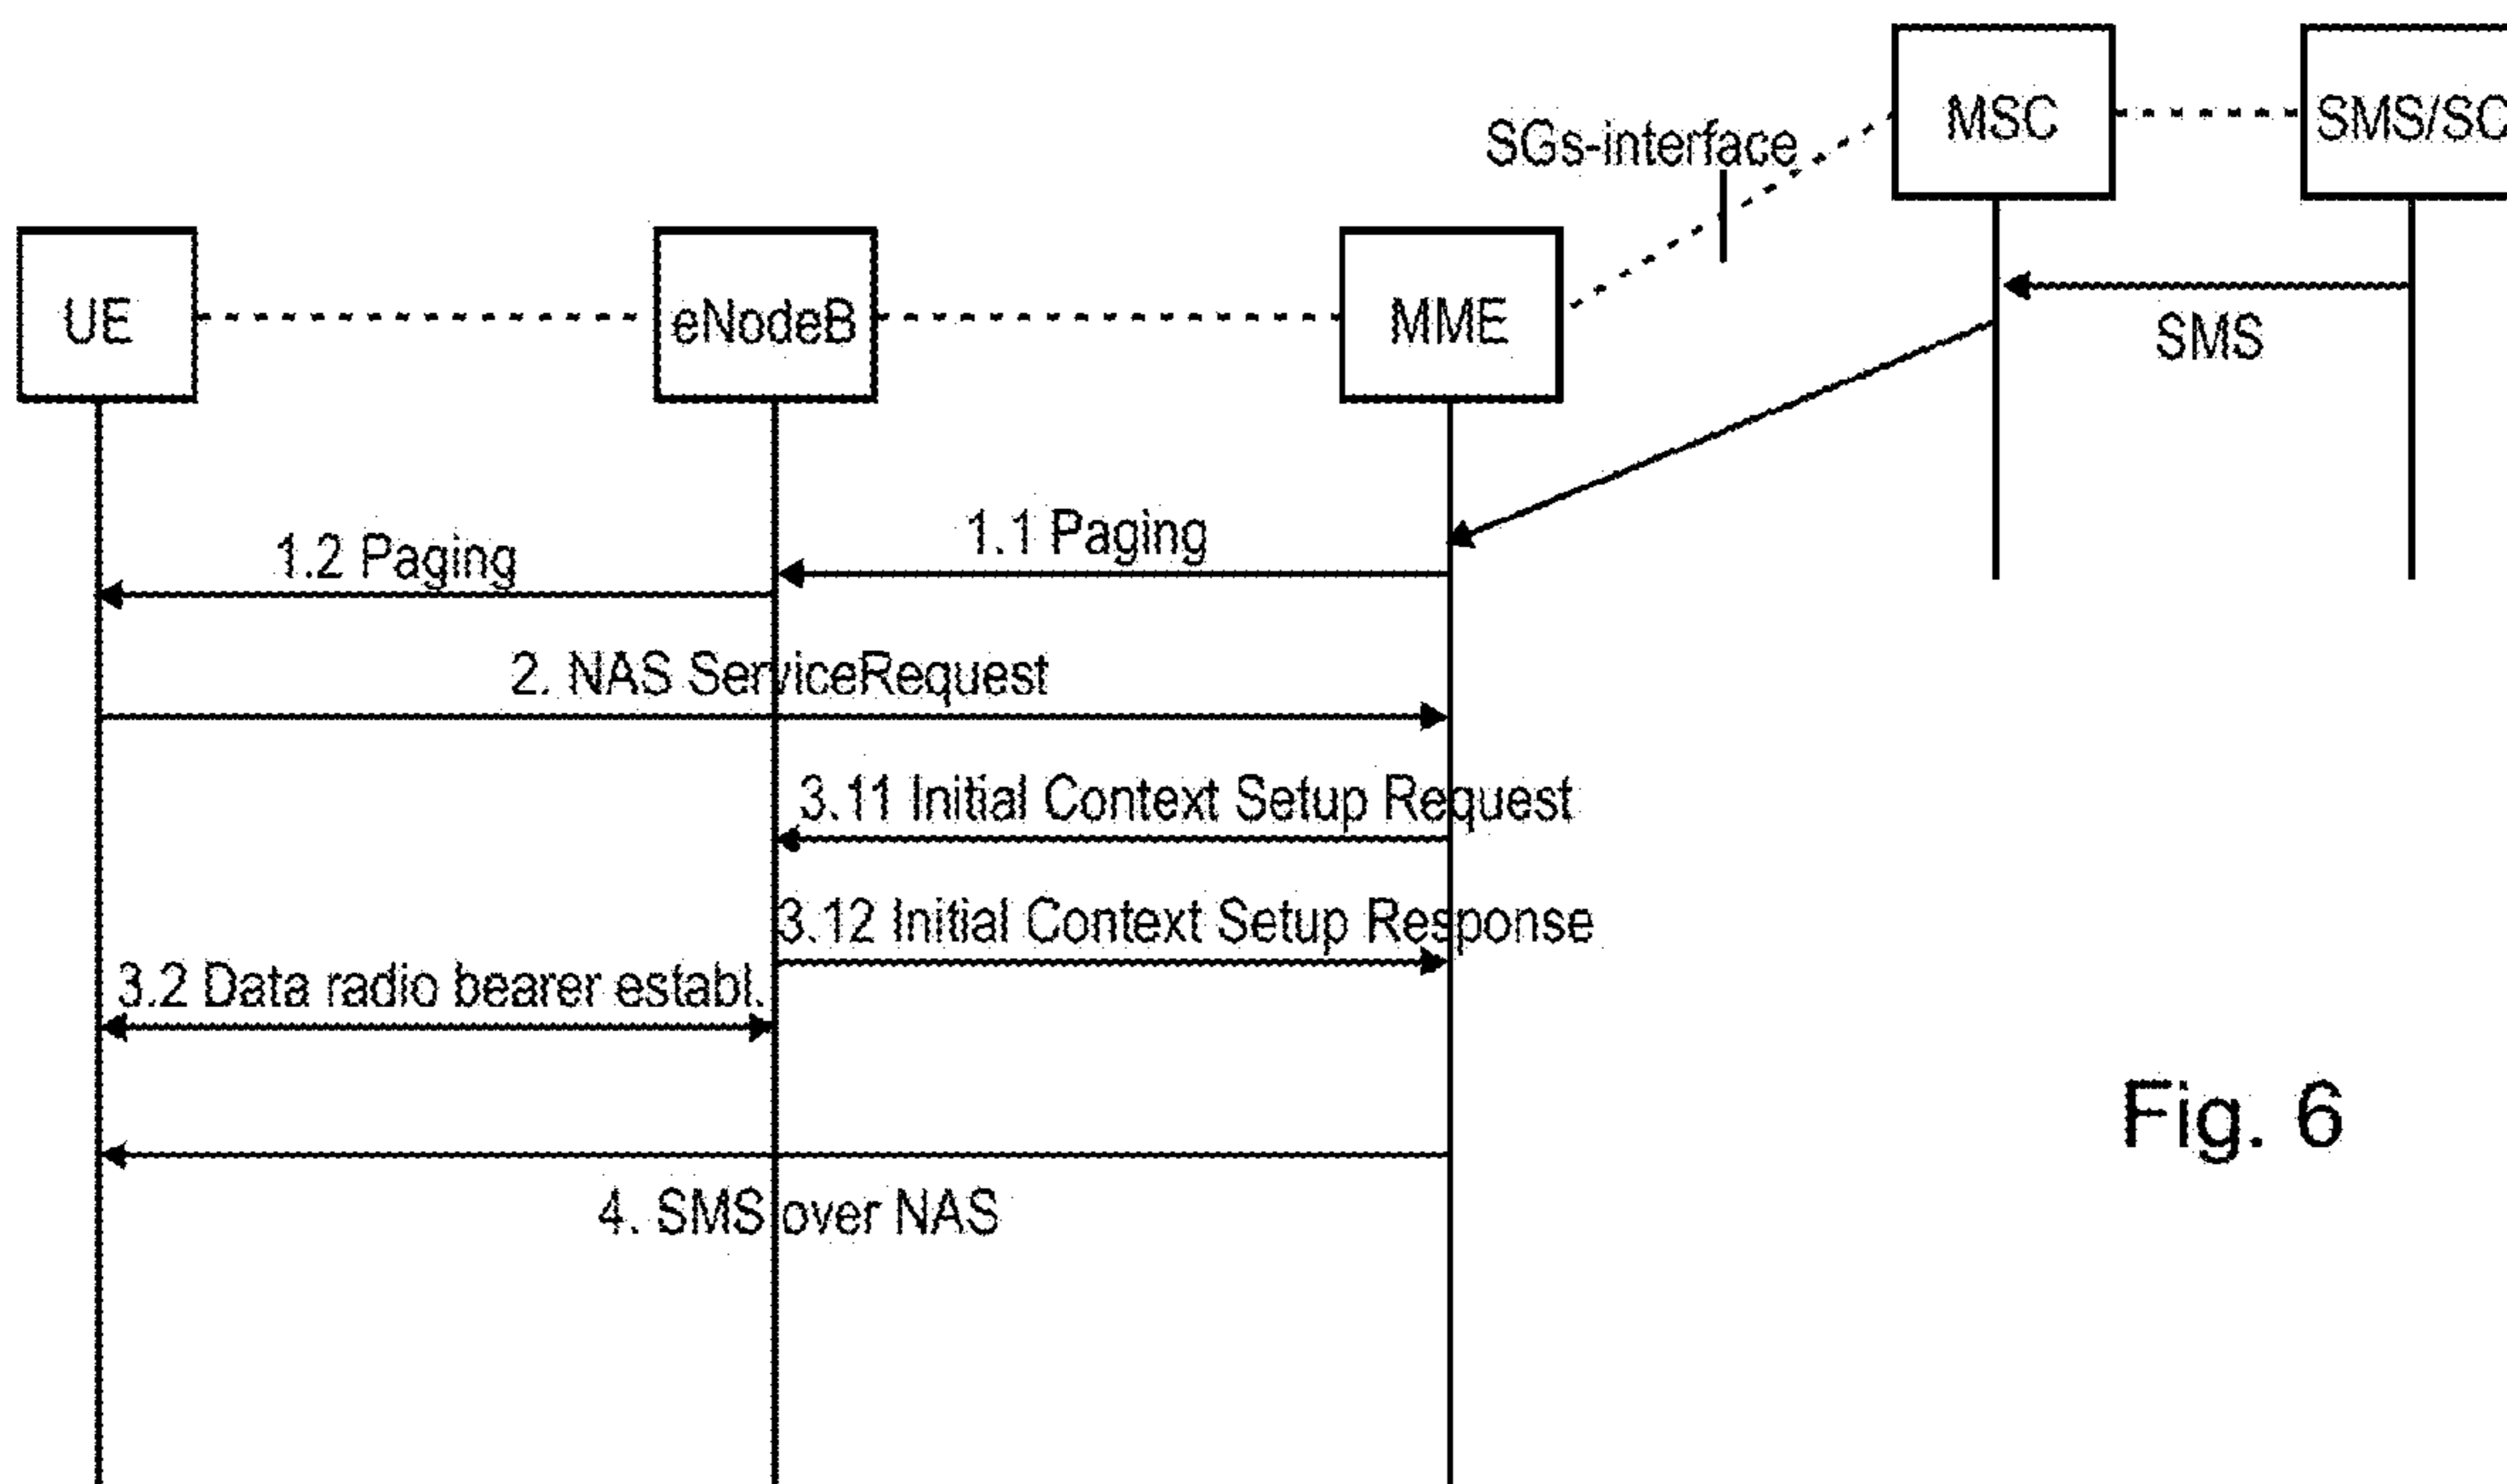 MSC
SMS/SC
SGs-interface
UE
eNodeB
MME
SMS
1.1 Paging
1.2 Paging
2. NAS ServiceRequest
3.11 Initial Context Setup Request
3.12 Initial Context Setup Response
3.2 Data radio bearer establ.
Fig. 6
4. SMS over NAS